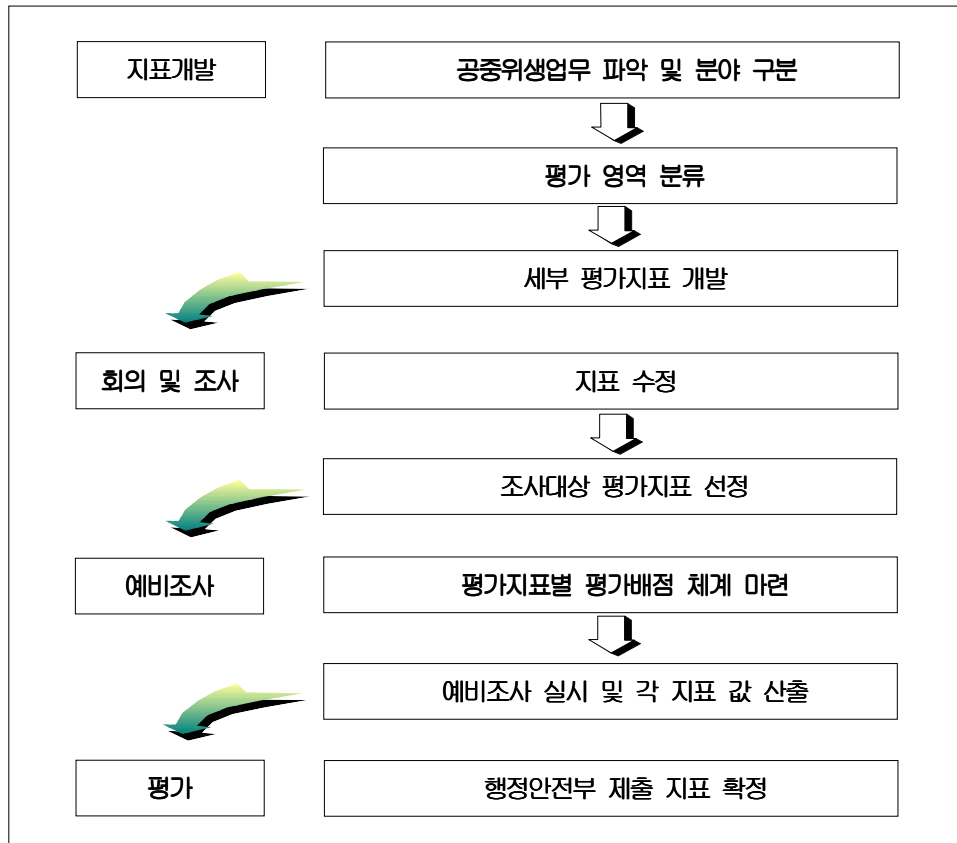 지표개발
공중위생업무 파악 및 분야 구분
평가 영역 분류
세부 평가지표 개발
회의 및 조사
지표 수정
조사대상 평가지표 선정
예비조사
평가지표별 평가배점 체계 마련
예비조사 실시 및 각 지표 값 산출
평가
행정안전부 제출 지표 확정